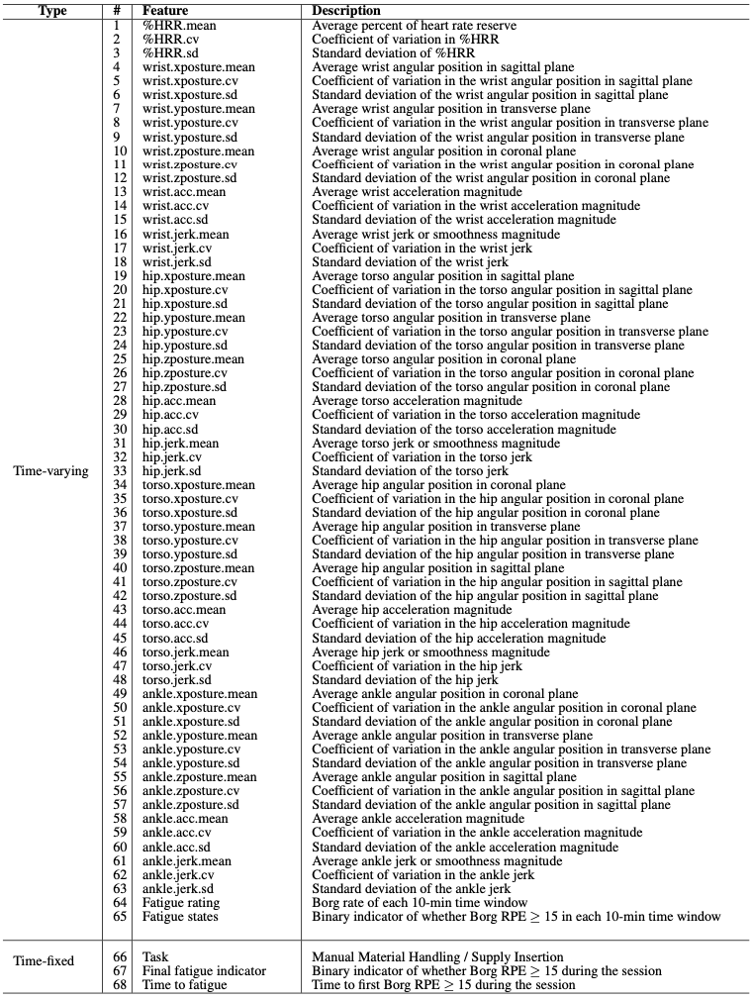 Type # Feature Description
1 %HRR.mean Average percent of heart rate reserve
2 %HRR.cv Coefficient of variation in %HRR
3 %HRR.sd Standard deviation of %HRR
4 wrist.xposture.mean Average wrist angular position in sagittal plane
5 wrist.xposture.cv Coefficient of variation in the wrist angular position in sagittal plane
6 wrist.xposture.sd Standard deviation of the wrist angular position in sagittal plane
7 wrist.yposture.mean Average wrist angular position in transverse plane
8 wrist.yposture.cv Coefficient of variation in the wrist angular position in transverse plane
9 wrist.yposture.sd Standard deviation of the wrist angular position in transverse plane
10 wrist.zposture.mean Average wrist angular position in coronal plane
11 wrist.zposture.cv Coefficient of variation in the wrist angular position in coronal plane
12 wrist.zposture.sd Standard deviation of the wrist angular position in coronal plane
13 wrist.acc.mean Average wrist acceleration magnitude
14 wrist.acc.cv Coefficient of variation in the wrist acceleration magnitude
15 wrist.acc.sd Standard deviation of the wrist acceleration magnitude
16 wrist.jerk.mean Average wrist jerk or smoothness magnitude
17 wrist.jerk.cv Coefficient of variation in the wrist jerk
18 wrist.jerk.sd Standard deviation of the wrist jerk
19 hip.xposture.mean Average torso angular position in sagittal plane
20 hip.xposture.cv Coefficient of variation in the torso angular position in sagittal plane
21 hip.xposture.sd Standard deviation of the torso angular position in sagittal plane
22 hip.yposture.mean Average torso angular position in transverse plane
23 hip.yposture.cv Coefficient of variation in the torso angular position in transverse plane
24 hip.yposture.sd Standard deviation of the torso angular position in transverse plane
25 hip.zposture.mean Average torso angular position in coronal plane
26 hip.zposture.cv Coefficient of variation in the torso angular position in coronal plane
27 hip.zposture.sd Standard deviation of the torso angular position in coronal plane
28 hip.acc.mean Average torso acceleration magnitude
29 hip.acc.cv Coefficient of variation in the torso acceleration magnitude
30 hip.acc.sd Standard deviation of the torso acceleration magnitude
31 hip.jerk.mean Average torso jerk or smoothness magnitude
32 hip.jerk.cv Coefficient of variation in the torso jerk
Time-varying 33 hip.jerk.sd Standard deviation of the torso jerk
34 torso.xposture.mean Average hip angular position in coronal plane
35 torso.xposture.cv Coefficient of variation in the hip angular position in coronal plane
36 torso.xposture.sd Standard deviation of the hip angular position in coronal plane
37 torso.yposture.mean Average hip angular position in transverse plane
38 torso.yposture.cv Coefficient of variation in the hip angular position in transverse plane
39 torso.yposture.sd Standard deviation of the hip angular position in transverse plane
40 torso.zposture.mean Average hip angular position in sagittal plane
41 torso.zposture.cv Coefficient of variation in the hip angular position in sagittal plane
42 torso.zposture.sd Standard deviation of the hip angular position in sagittal plane
43 torso.acc.mean Average hip acceleration magnitude
44 torso.acc.cv Coefficient of variation in the hip acceleration magnitude
45 torso.acc.sd Standard deviation of the hip acceleration magnitude
46 torso.jerk.mean Average hip jerk or smoothness magnitude
47 torso.jerk.cv Coefficient of variation in the hip jerk
48 torso.jerk.sd Standard deviation of the hip jerk
49 ankle.xposture.mean Average ankle angular position in coronal plane
50 ankle.xposture.cv Coefficient of variation in the ankle angular position in coronal plane
51 ankle.xposture.sd Standard deviation of the ankle angular position in coronal plane
52 ankle.yposture.mean Average ankle angular position in transverse plane
53 ankle.yposture.cv Coefficient of variation in the ankle angular position in transverse plane
54 ankle.yposture.sd Standard deviation of the ankle angular position in transverse plane
55 ankle.zposture.mean Average ankle angular position in sagittal plane
56 ankle.zposture.cv Coefficient of variation in the ankle angular position in sagittal plane
57 ankle.zposture.sd Standard deviation of the ankle angular position in sagittal plane
58 ankle.acc.mean Average ankle acceleration magnitude
59 ankle.acc.cv Coefficient of variation in the ankle acceleration magnitude
60 ankle.acc.sd Standard deviation of the ankle acceleration magnitude
61 ankle.jerk.mean Average ankle jerk or smoothness magnitude
62 ankle.jerk.cv Coefficient of variation in the ankle jerk
63 ankle.jerk.sd Standard deviation of the ankle jerk
64 Fatigue rating Borg rate of each 10-min time window
65 Fatigue states Binary indicator of whether Borg RPE ≥ 15 in each 10-min time window
66 Task Manual Material Handling / Supply Insertion
Time-fixed 67 Final fatigue indicator Binary indicator of whether Borg RPE ≥ 15 during the session
68 Time to fatigue Time to first Borg RPE ≥ 15 during the session